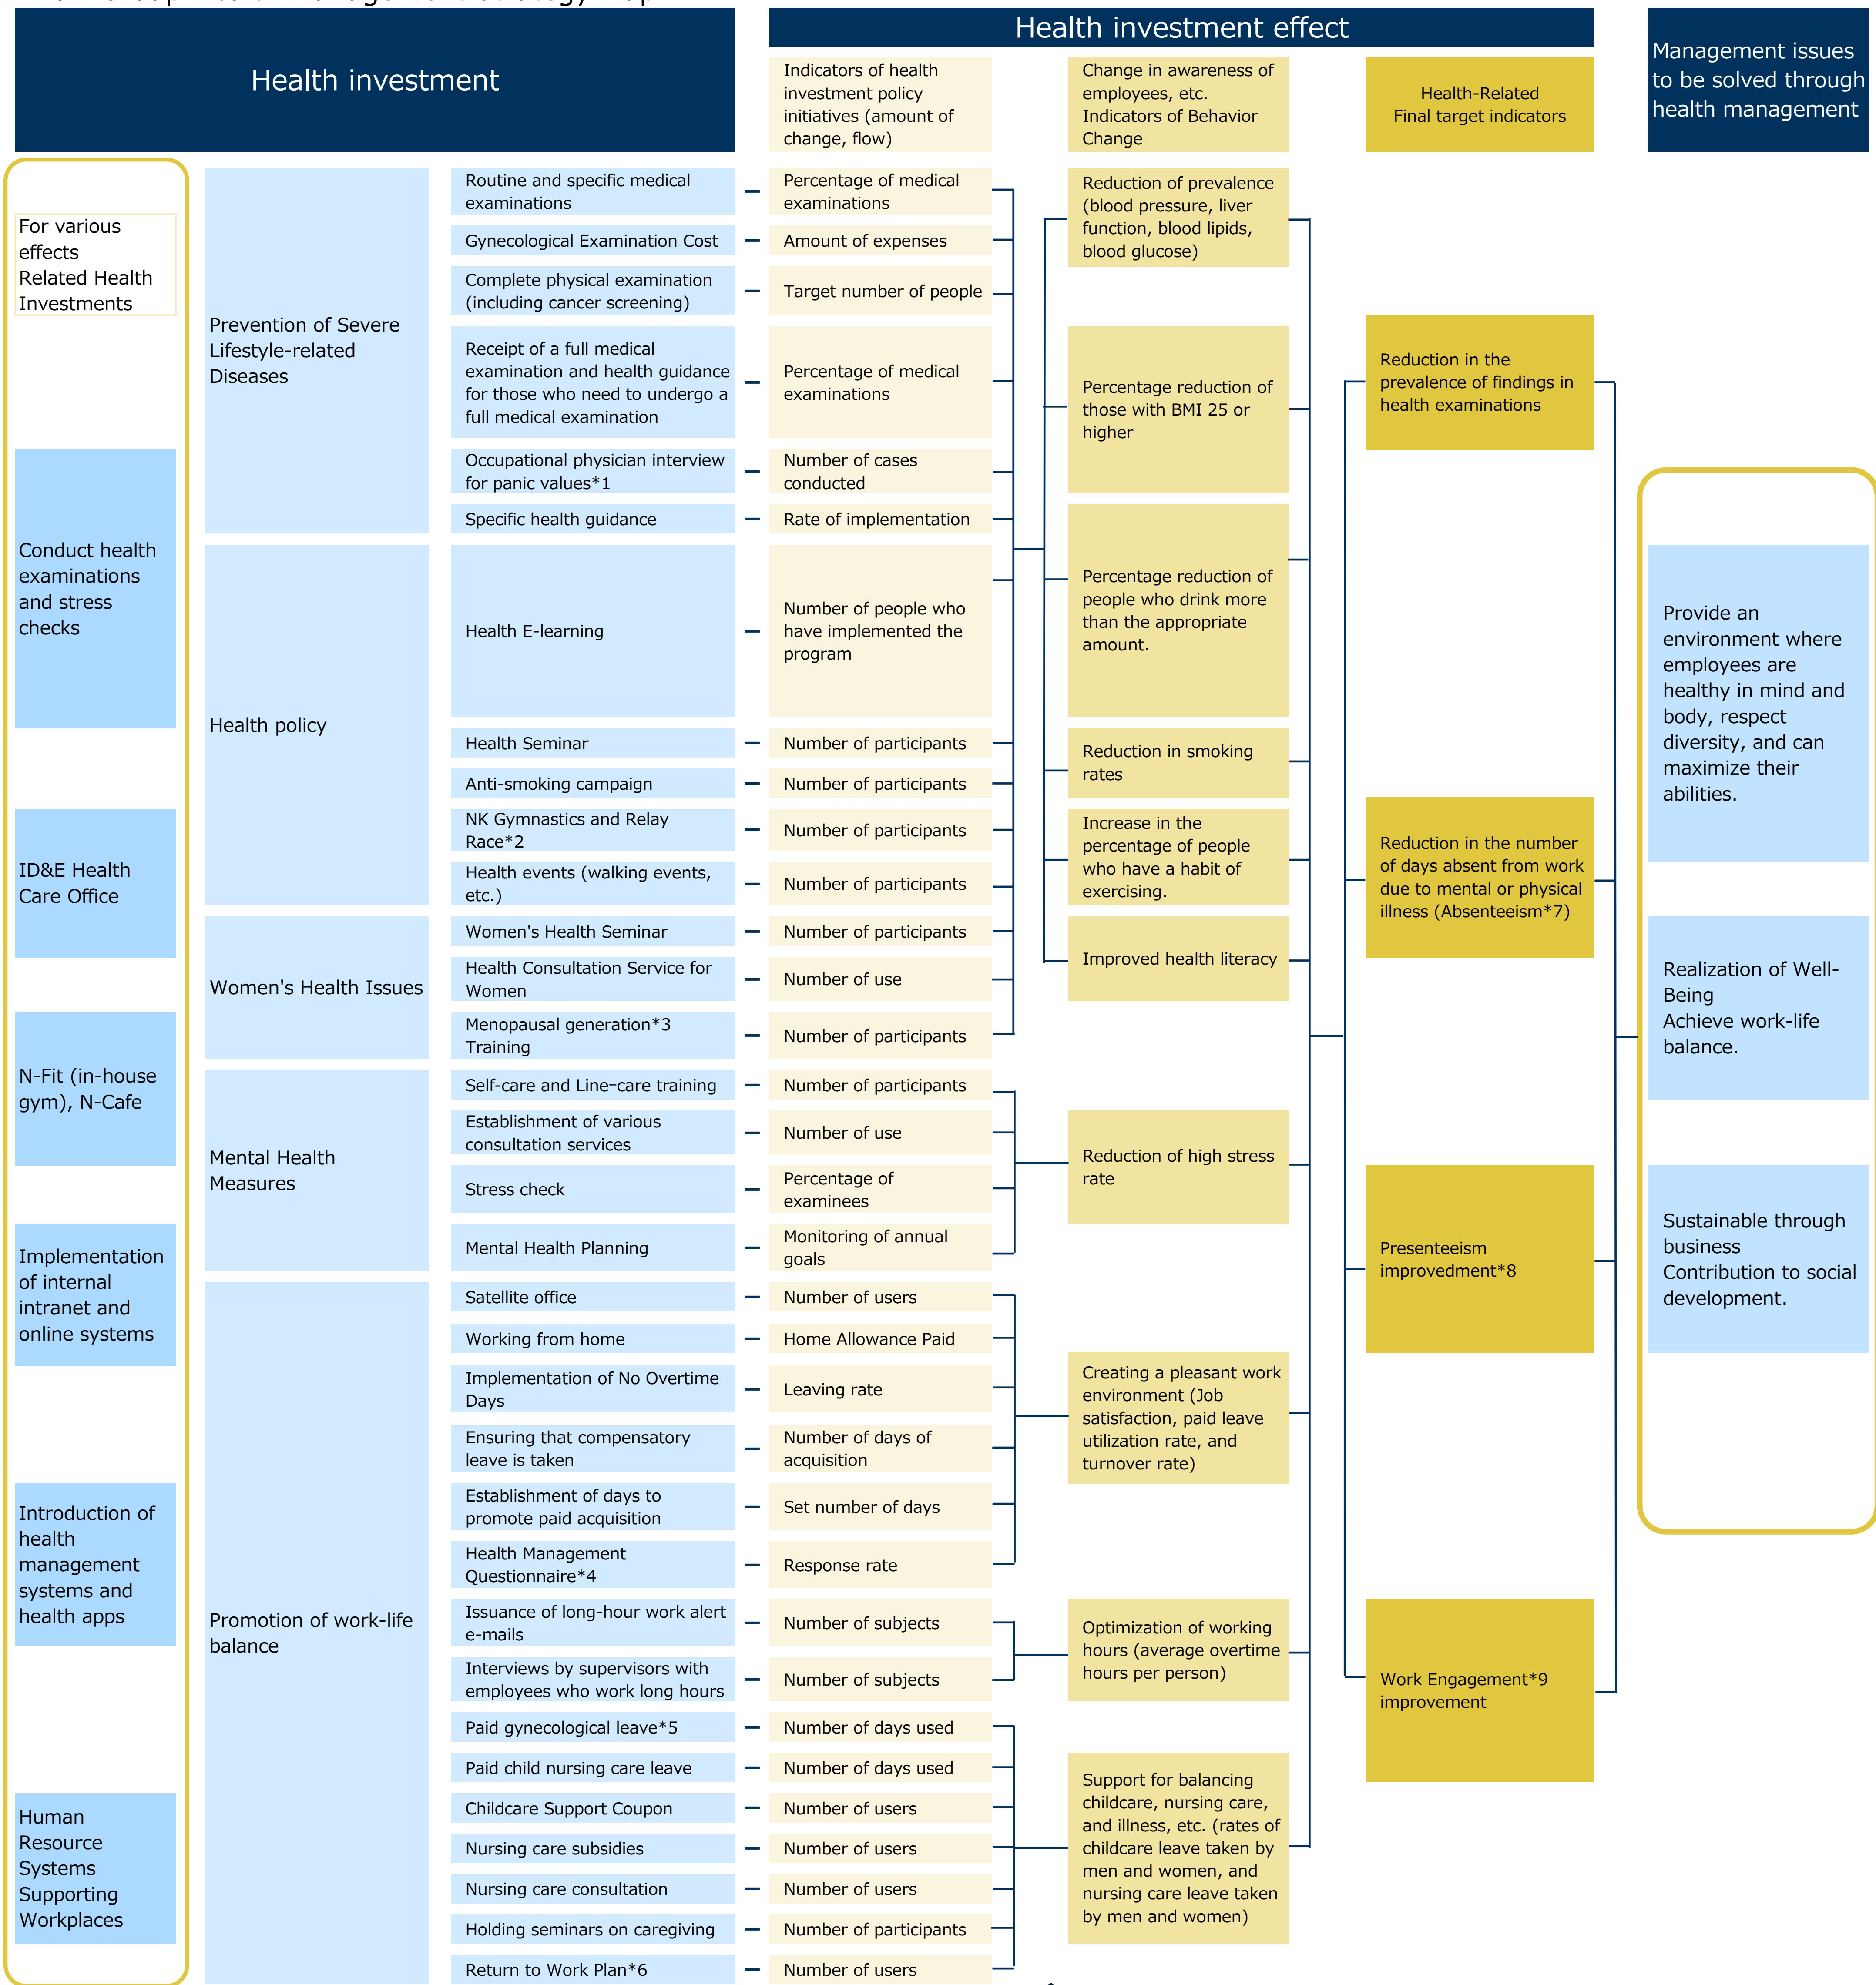 ID&E Group Health Management Strategy Map
Health investment
Health investment effect
Management issues
to be solved through
health management
Indicators of health
investment policy
initiatives (amount of
change, flow)
Change in awareness of
employees, etc.
Indicators of Behavior
Change
Health-Related
Final target indicators
For various
effects
Related Health
Investments
Conduct health
examinations
and stress
checks
ID&E Health
Care Office
N-Fit (in-house
gym), N-Cafe
Implementation
of internal
intranet and
online systems
Introduction of
health
management
systems and
health apps
Human
Resource
Systems
Supporting
Workplaces
Prevention of Severe
Lifestyle-related
Diseases
Routine and specific medical
examinations
Percentage of medical
examinations
Gynecological Examination Cost
Amount of expenses
Complete physical examination
(including cancer screening)
Target number of people
Receipt of a full medical
examination and health guidance
for those who need to undergo a
full medical examination
Percentage of medical
examinations
Occupational physician interview
for panic values*1
Number of cases
conducted
Specific health guidance
Rate of implementation
Health policy
Health E-learning
Number of people who
have implemented the
program
Health Seminar
Number of participants
Anti-smoking campaign
Number of participants
NK Gymnastics and Relay
Race*2
Number of participants
Health events (walking events,
etc.)
Number of participants
Women's Health Issues
Women's Health Seminar
Number of participants
Health Consultation Service for
Women
Number of use
Menopausal generation*3
Training
Number of participants
Mental Health
Measures
Self-care and Line-care training
Number of participants
Establishment of various
consultation services
Number of use
Stress check
Percentage of
examinees
Mental Health Planning
Monitoring of annual
goals
Promotion of work-life
balance
Satellite office
Number of users
Working from home
Home Allowance Paid
Implementation of No Overtime
Days
Leaving rate
Ensuring that compensatory
leave is taken
Number of days of
acquisition
Establishment of days to
promote paid acquisition
Set number of days
Health Management
Questionnaire*4
Response rate
Issuance of long-hour work alert
e-mails
Number of subjects
Interviews by supervisors with
employees who work long hours
Number of subjects
Paid gynecological leave*5
Number of days used
Paid child nursing care leave
Number of days used
Childcare Support Coupon
Number of users
Nursing care subsidies
Number of users
Nursing care consultation
Number of users
Holding seminars on caregiving
Number of participants
Return to Work Plan*6
Number of users
Reduction of prevalence
(blood pressure, liver
function, blood lipids,
blood glucose)
Percentage reduction of
those with BMI 25 or
higher
Percentage reduction of
people who drink more
than the appropriate
amount.
Reduction in smoking
rates
Increase in the
percentage of people
who have a habit of
exercising.
Improved health literacy
Reduction of high stress
rate
Creating a pleasant work
environment (Job
satisfaction, paid leave
utilization rate, and
turnover rate)
Optimization of working
hours (average overtime
hours per person)
Support for balancing
childcare, nursing care,
and illness, etc. (rates of
childcare leave taken by
men and women, and
nursing care leave taken
by men and women)
Reduction in the
prevalence of findings in
health examinations
Reduction in the number
of days absent from work
due to mental or physical
illness (Absenteeism*7)
Presenteeism
improvedment*8
Work Engagement*9
improvement
Provide an
environment where
employees are
healthy in mind and
body, respect
diversity, and can
maximize their
abilities.
Realization of Well-
Being
Achieve work-life
balance.
Sustainable through
business
Contribution to social
development.